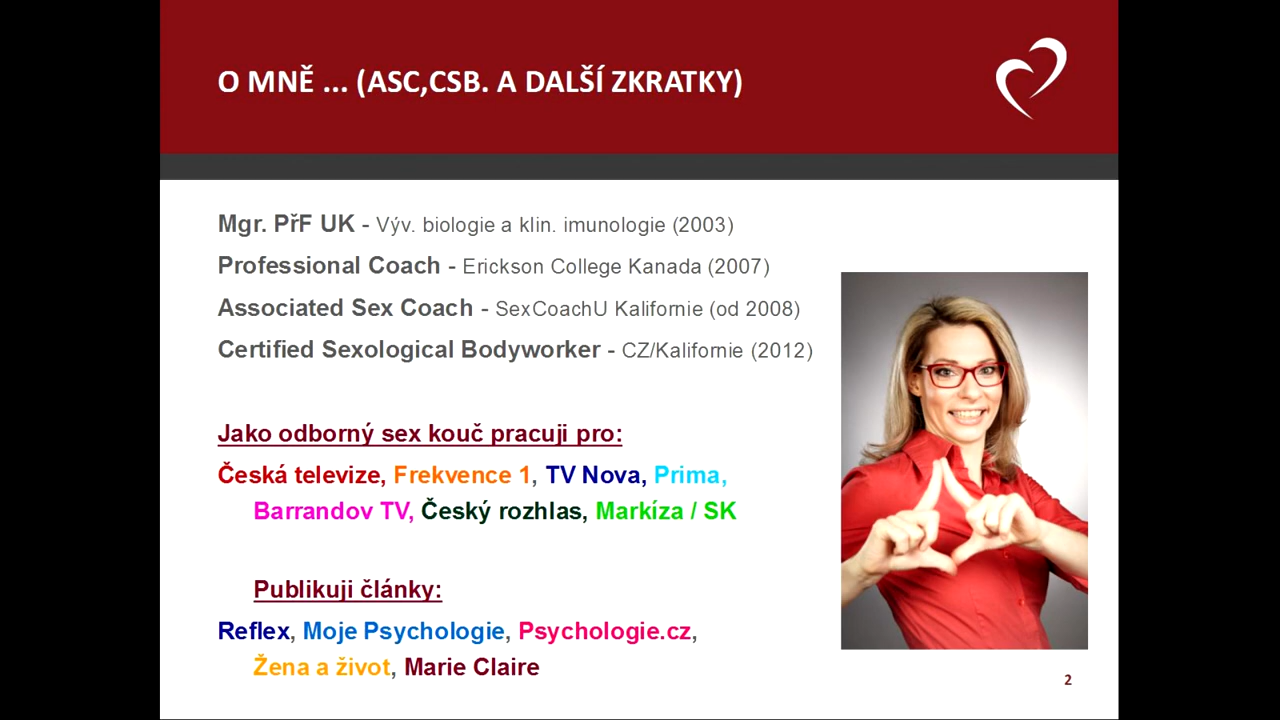 O MNĚ ... (ASC,CSB. A DALŠÍ ZKRATKY)
Mgr. PřF UK - Výv. biologie a klin. imunologie (2003)
Professional Coach - Erickson College Kanada (2007)
Associated Sex Coach - SexCoachU Kalifornie (od 2008)
Certified Sexological Bodyworker - CZ/Kalifornie (2012)
Jako odborný sex kouč pracuji pro:
Česká televize, Frekvence 1, TV Nova, Prima,
Barrandov TV, Český rozhlas, Markíza / SK
Publikuji články:
Reflex, Moje Psychologie, Psychologie.cz,
Žena a život, Marie Claire
2